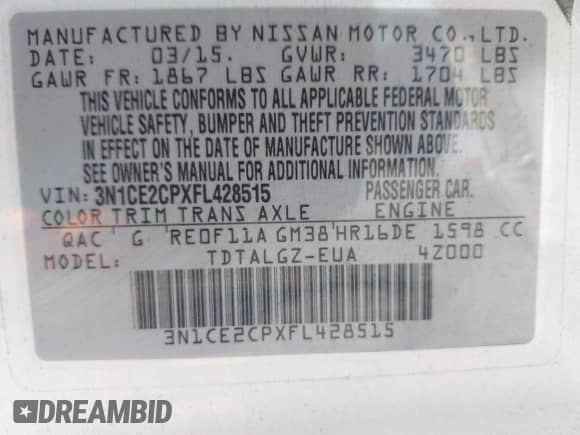 MANUFACTURED BY NISSAN MOTOR CO.,LTD.
DATE: 03/15. GVWR: 3470 LBS
GAWR FR: 1867 LBS GAWR RR: 1704 LBS
THIS VEHICLE CONFORMS TO ALL APPLICABLE FEDERAL MOTOR
VEHICLE SAFETY, BUMPER AND THEFT PREVENTION STANDARDS
IN EFFECT ON THE DATE OF MANUFACTURE SHOWN ABOVE.
SEE OWNER'S MANUAL FOR ADDITIONAL INFORMATION.
VIN: 3N1CE2CPXFL428515 PASSENGER CAR.
COLOR TRIM TRANS AXLE ENGINE
QAC G RE0F11A GM38 HR16DE 1598 CC
MODEL: TDTALGZ-EUA 4Z000
3N1CE2CPXFL428515
DREAMBID